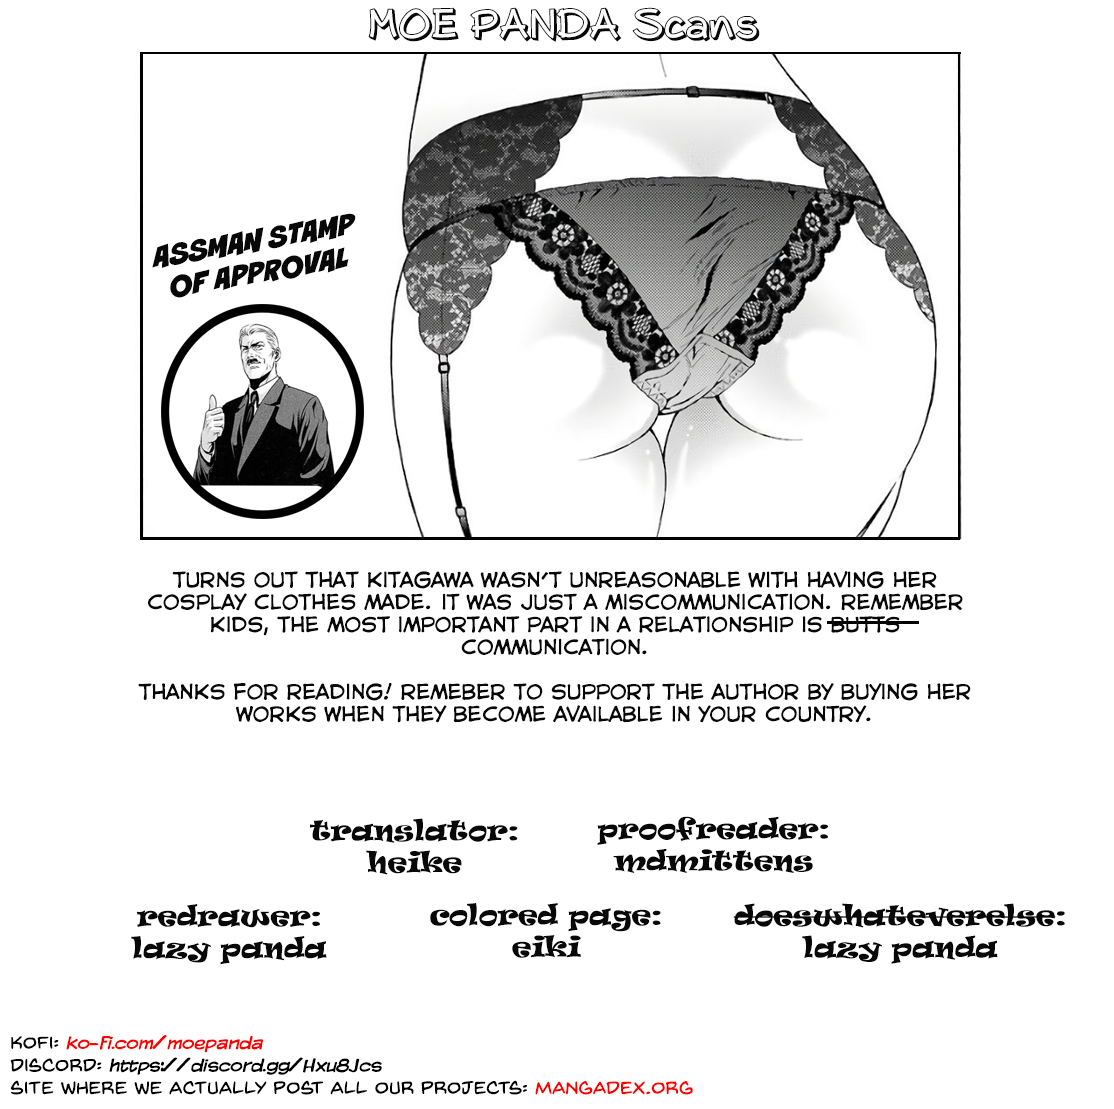 MOE PANDA Scans
ASSMAN STAMP
OF APPROVAL
TURNS OUT THAT KITAGAWA WASN'T UNREASONABLE WITH HAVING HER
COSPLAY CLOTHES MADE. IT WAS JUST A MISCOMMUNICATION. REMEMBER
KIDS, THE MOST IMPORTANT PART IN A RELATIONSHIP IS BUTTS
COMMUNICATION.
THANKS FOR READING! REMEBER TO SUPPORT THE AUTHOR BY BUYING HER
WORKS WHEN THEY BECOME AVAILABLE IN YOUR COUNTRY.
translator:
heike
proofreader:
mdmittens
redrawer:
lazy panda
colored page:
eiki
doeswhateverelse:
lazy panda
KOFI: ko-fi.com/moepanda
DISCORD: https://discord.gg/Hxu8Jcs
SITE WHERE WE ACTUALLY POST ALL OUR PROJECTS: MANGADEX.ORG